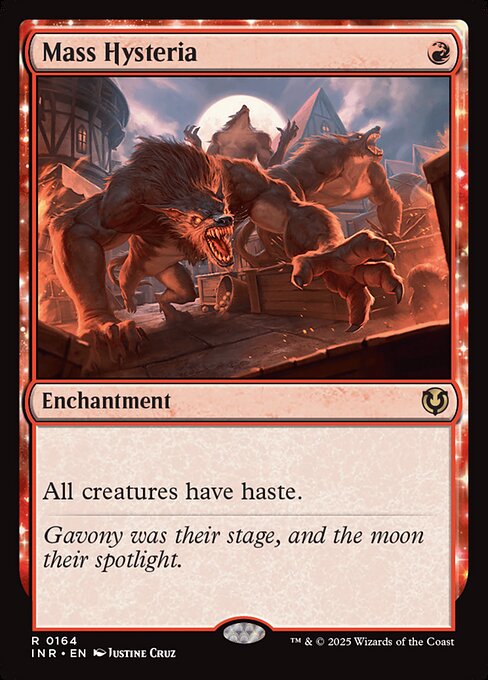 Mass Hysteria
Enchantment
All creatures have haste.
Gavony was their stage, and the moon
their spotlight.
R 0164
INR • EN JUSTINE CRUZ
™ & © 2025 Wizards of the Coast